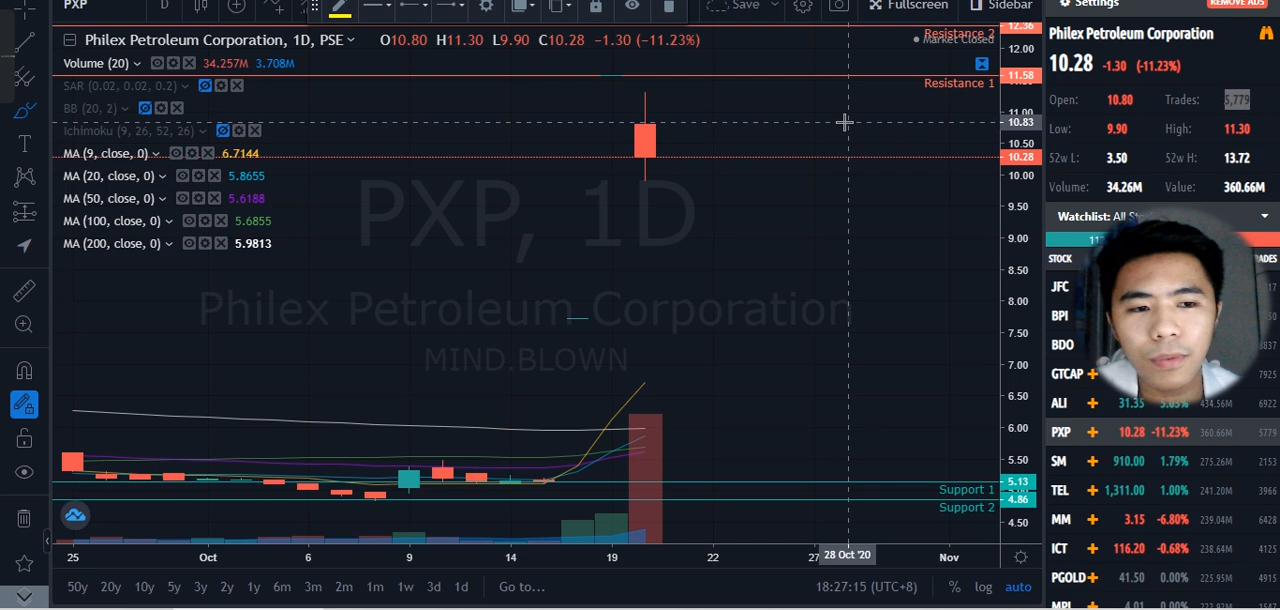 PXP
D
Save
Fullscreen
Sidebar
Settings
REMOVE ADS
Philex Petroleum Corporation, 1D, PSE
O10.80 H11.30 L9.90 C10.28 -1.30 (-11.23%)
Market Closed
Volume (20) 34.257M 3.708M
SAR (0.02, 0.02, 0.2)
BB (20, 2)
Ichimoku (9, 26, 52, 26)
MA (9, close, 0) 6.7144
MA (20, close, 0) 5.8655
MA (50, close, 0) 5.6188
MA (100, close, 0) 5.6855
MA (200, close, 0) 5.9813
PXP, 1D
Philex Petroleum Corporation
MIND.BLOWN
Resistance 2
Resistance 1
Support 1
Support 2
12.36
12.00
11.58
11.00
10.83
10.50
10.28
10.00
9.50
9.00
8.50
8.00
7.50
7.00
6.50
6.00
5.50
5.13
4.86
4.50
25 Oct 6 9 14 19 22 27 28 Oct '20 Nov
50y 20y 10y 5y 3y 2y 1y 6m 3m 2m 1m 1w 3d 1d Go to...
18:27:15 (UTC+8) % log auto
Philex Petroleum Corporation
10.28 -1.30 (-11.23%)
Open: 10.80 Trades: 5,779
Low: 9.90 High: 11.30
52w L: 3.50 52w H: 13.72
Volume: 34.26M Value: 360.66M
Watchlist: All
STOCK
JFC
BPI
BDO
GTCAP 7925
ALI 31.35 434.56M 6922
PXP 10.28 -11.23% 360.66M 5779
SM 910.00 1.79% 275.26M 2153
TEL 1,311.00 1.00% 241.20M 3966
MM 3.15 -6.80% 239.04M 6428
ICT 116.20 -0.68% 238.64M 4125
PGOLD 41.50 0.00% 225.95M 4915
MPI 4.01